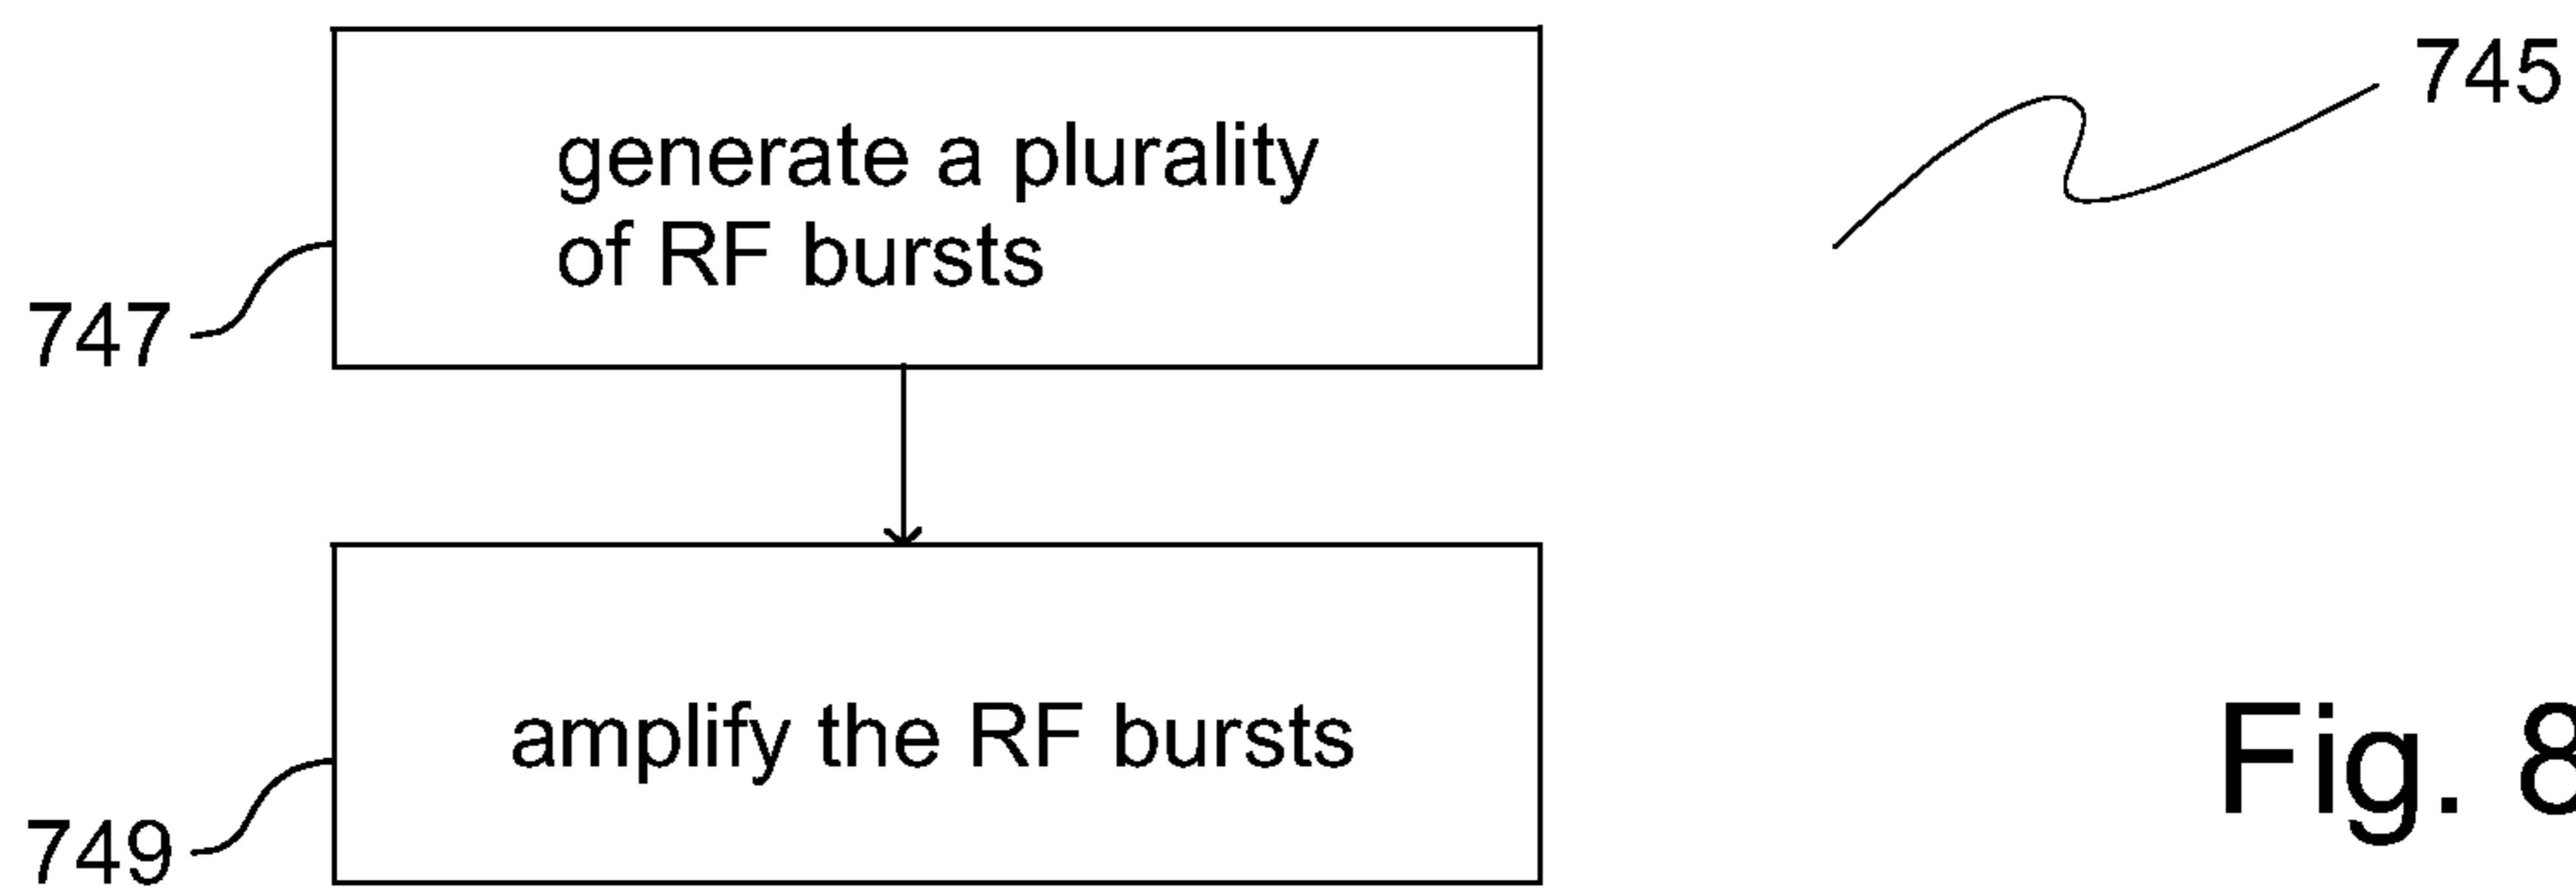 745
generate a plurality
of RF bursts
747
amplify the RF bursts
749
Fig. 8